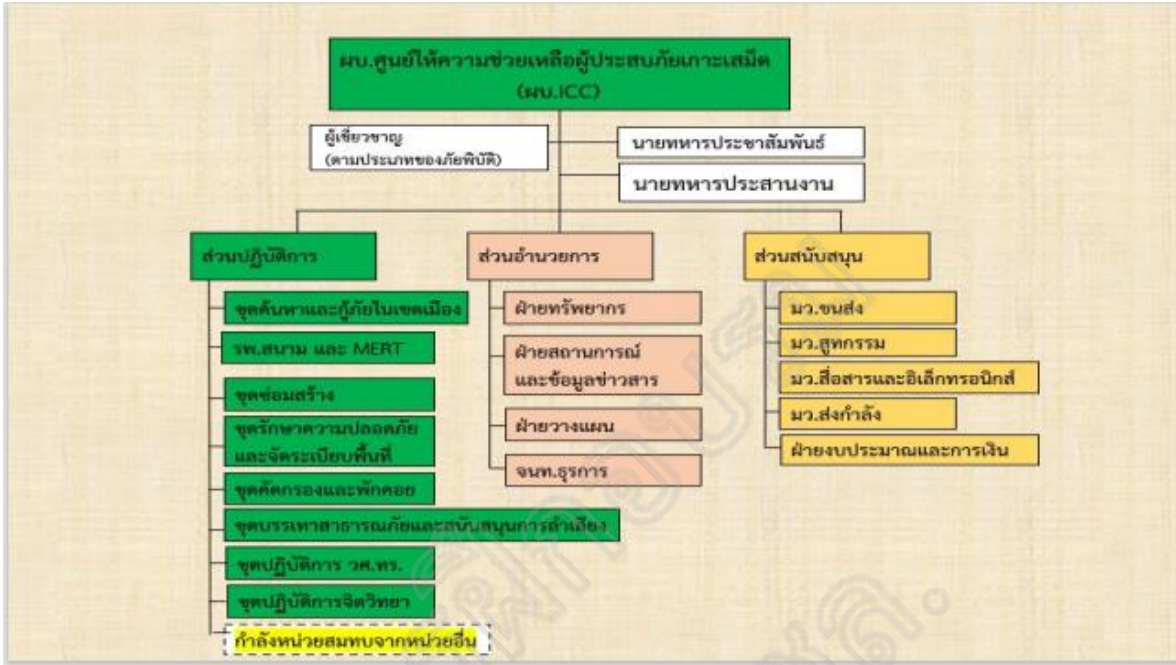 ผบ.ศูนย์ให้ความช่วยเหลือผู้ประสบภัยเกาะเสม็ด
(ผบ.ICC)
ผู้เชี่ยวชาญ
(ตามประเภทของภัยพิบัติ)
นายทหารประชาสัมพันธ์
นายทหารประสานงาน
ส่วนปฏิบัติการ
ชุดค้นหาและกู้ภัยในเขตเมือง
รพ.สนาม และ MERT
ชุดซ่อมสร้าง
ชุดรักษาความปลอดภัย
และจัดระเบียบพื้นที่
ชุดคัดกรองและพักคอย
ชุดบรรเทาสาธารณภัยและสนับสนุนการลำเลียง
ชุดปฏิบัติการ วศ.ทร.
ชุดปฏิบัติการจิตวิทยา
กำลังหน่วยสมทบจากหน่วยอื่น
ส่วนอำนวยการ
ฝ่ายทรัพยากร
ฝ่ายสถานการณ์
และข้อมูลข่าวสาร
ฝ่ายวางแผน
จนท.ธุรการ
ส่วนสนับสนุน
มว.ขนส่ง
มว.สูทกรรม
มว.สื่อสารและอิเล็กทรอนิกส์
มว.ส่งกำลัง
ฝ่ายงบประมาณและการเงิน